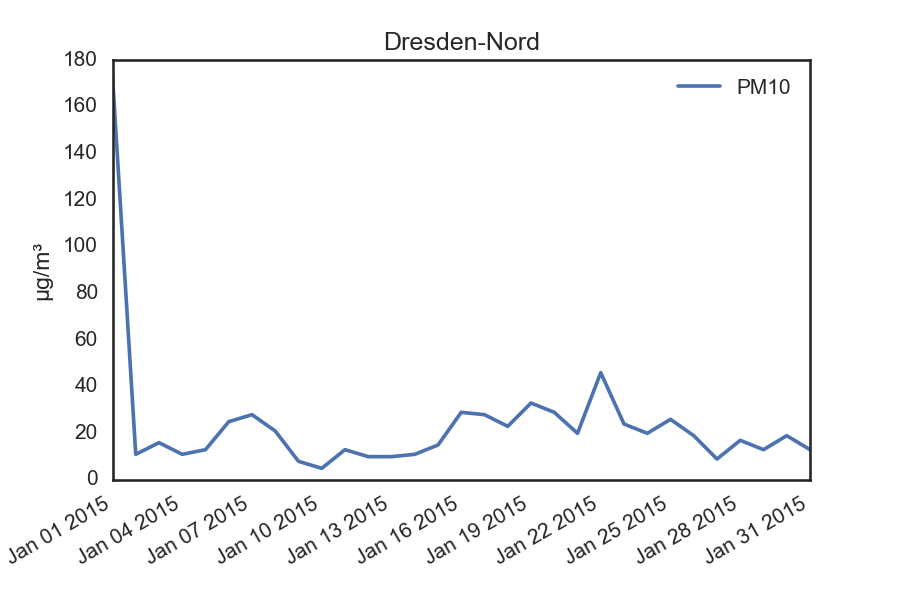 Dresden-Nord
PM10
µg/m³
180
160
140
120
100
80
60
40
20
0
Jan 01 2015
Jan 04 2015
Jan 07 2015
Jan 10 2015
Jan 13 2015
Jan 16 2015
Jan 19 2015
Jan 22 2015
Jan 25 2015
Jan 28 2015
Jan 31 2015